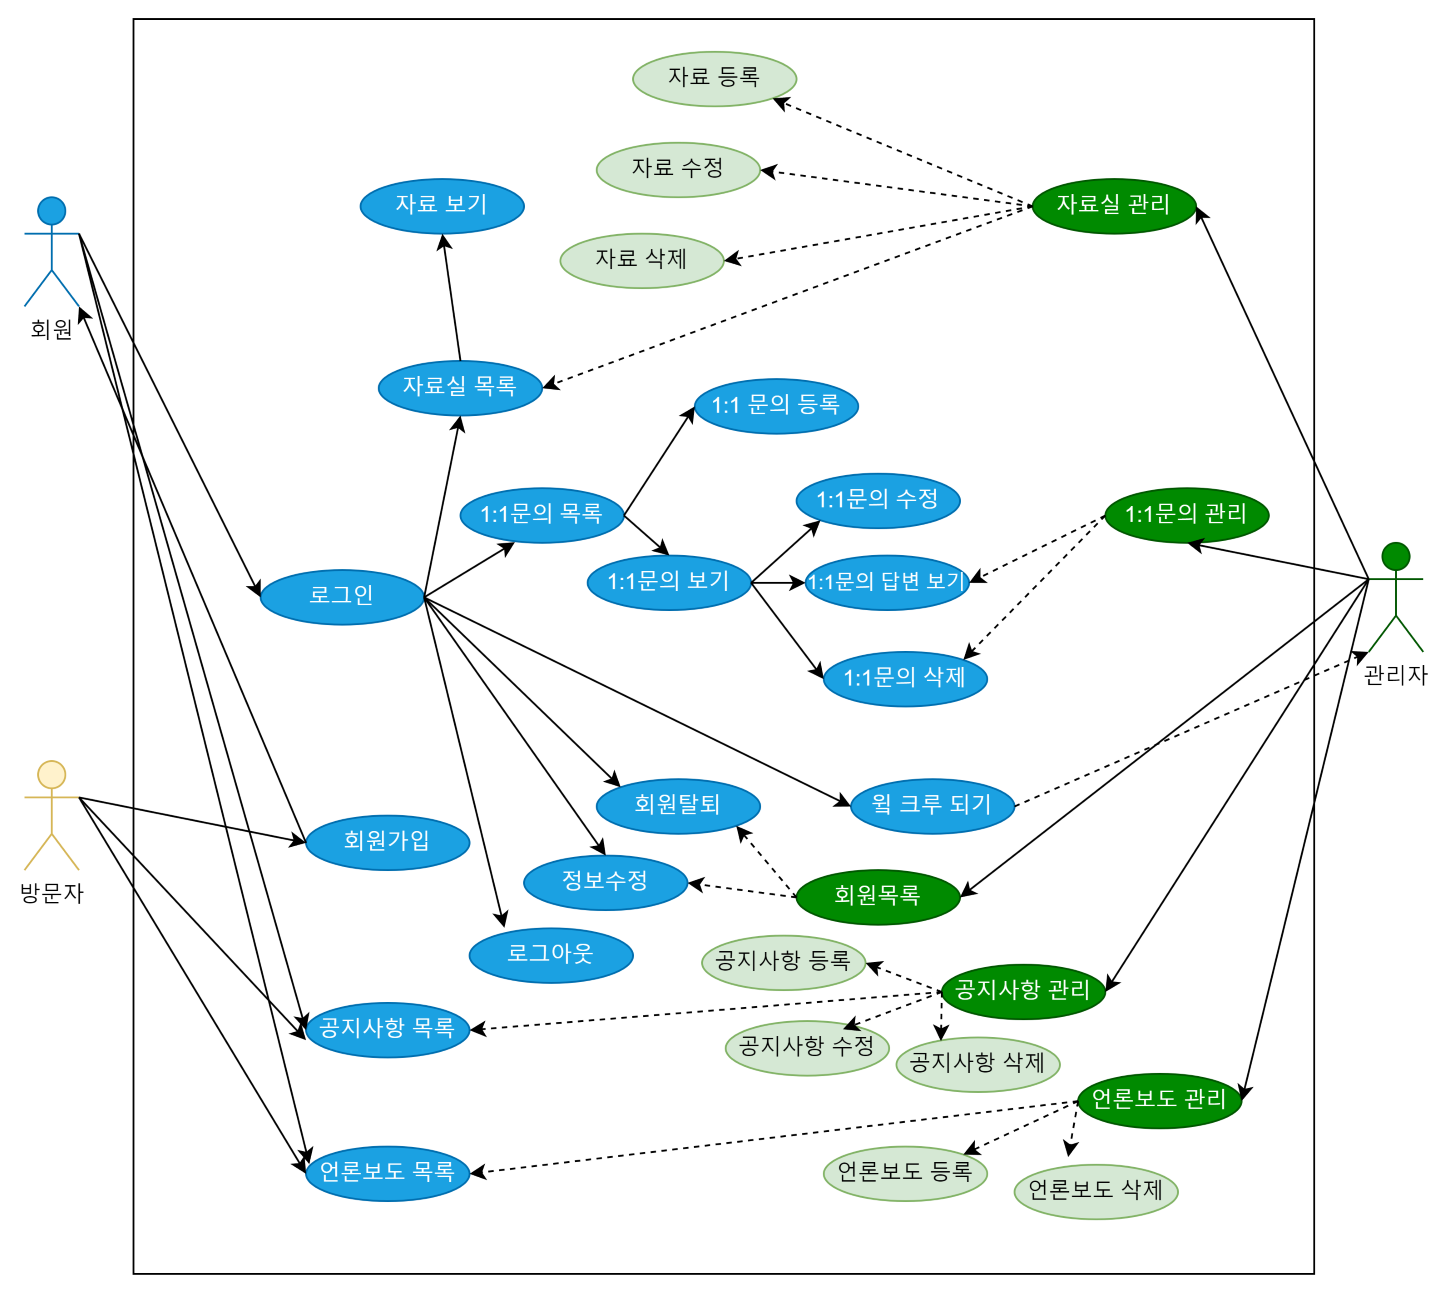 자료 등록
자료 수정
자료 보기
자료실 관리
자료 삭제
회원
자료실 목록
1:1 문의 등록
1:1문의 수정
1:1문의 목록
1:1문의 관리
1:1문의 보기
1:1문의 답변 보기
로그인
1:1문의 삭제
관리자
회원탈퇴
윅 크루 되기
회원가입
정보수정
회원목록
방문자
로그아웃
공지사항 등록
공지사항 관리
공지사항 목록
공지사항 수정
공지사항 삭제
언론보도 관리
언론보도 목록
언론보도 등록
언론보도 삭제